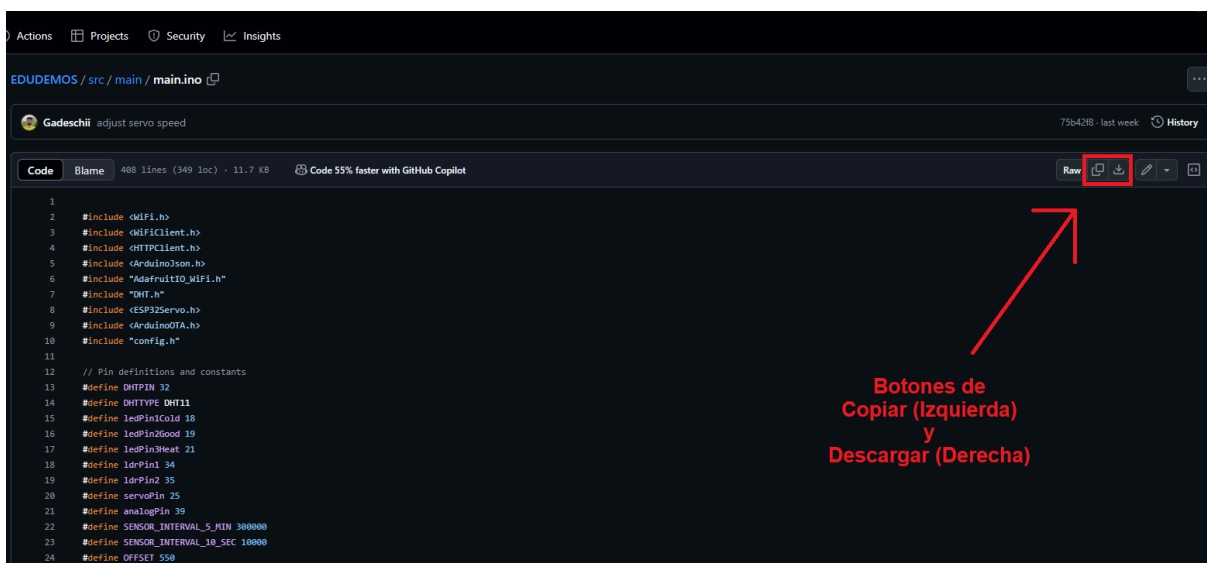 Actions Projects Security Insights
EDUDEMOS / src / main / main.ino
...
Gadeschii adjust servo speed 75b42f8 · last week History
Code Blame 408 lines (349 loc) · 11.7 KB Code 55% faster with GitHub Copilot Raw
1
2 #include <WiFi.h>
3 #include <WiFiClient.h>
4 #include <HTTPClient.h>
5 #include <ArduinoJson.h>
6 #include "AdafruitIO_WiFi.h"
7 #include "DHT.h"
8 #include <ESP32Servo.h>
9 #include <ArduinoOTA.h>
10 #include "config.h"
11
12 // Pin definitions and constants
13 #define DHTPIN 32
14 #define DHTTYPE DHT11
15 #define ledPin1Cold 18
16 #define ledPin2Good 19
17 #define ledPin3Heat 21
18 #define ldrPin1 34
19 #define ldrPin2 35
20 #define servoPin 25
21 #define analogPin 39
22 #define SENSOR_INTERVAL_5_MIN 300000
23 #define SENSOR_INTERVAL_10_SEC 10000
24 #define OFFSET 550
Botones de
Copiar (Izquierda)
y
Descargar (Derecha)